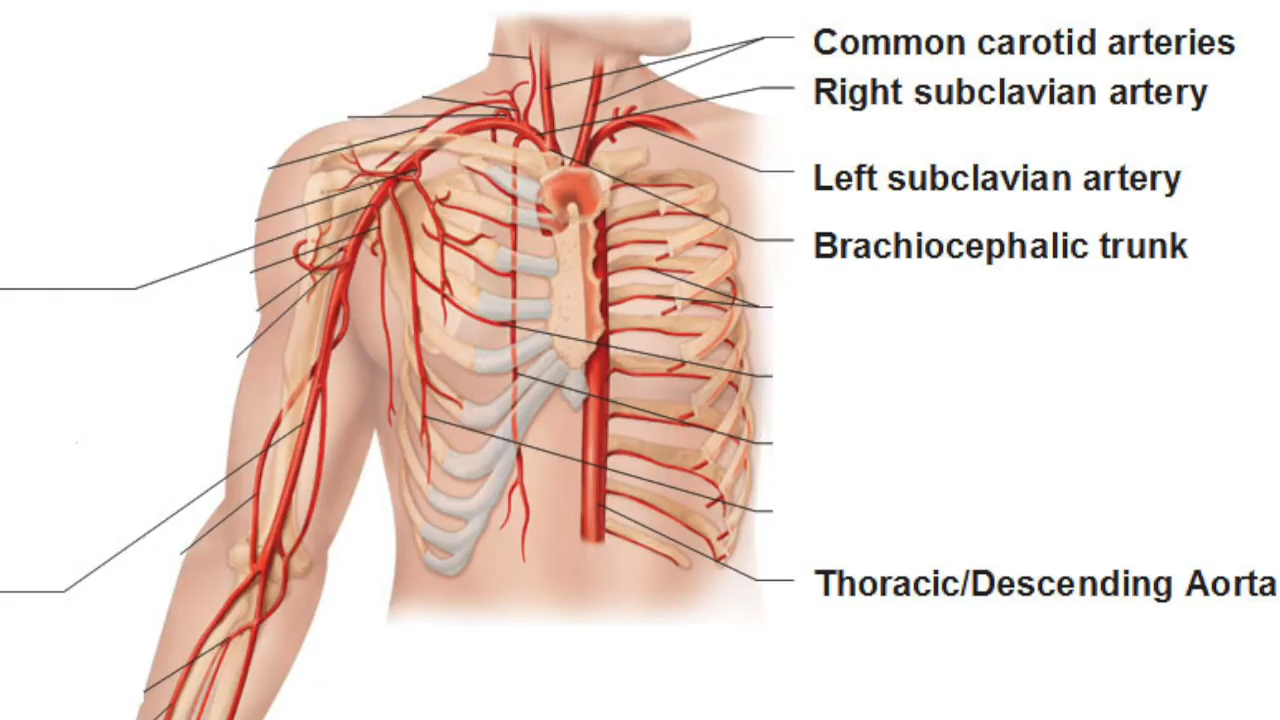 Common carotid arteries
Right subclavian artery
Left subclavian artery
Brachiocephalic trunk
Thoracic/Descending Aorta